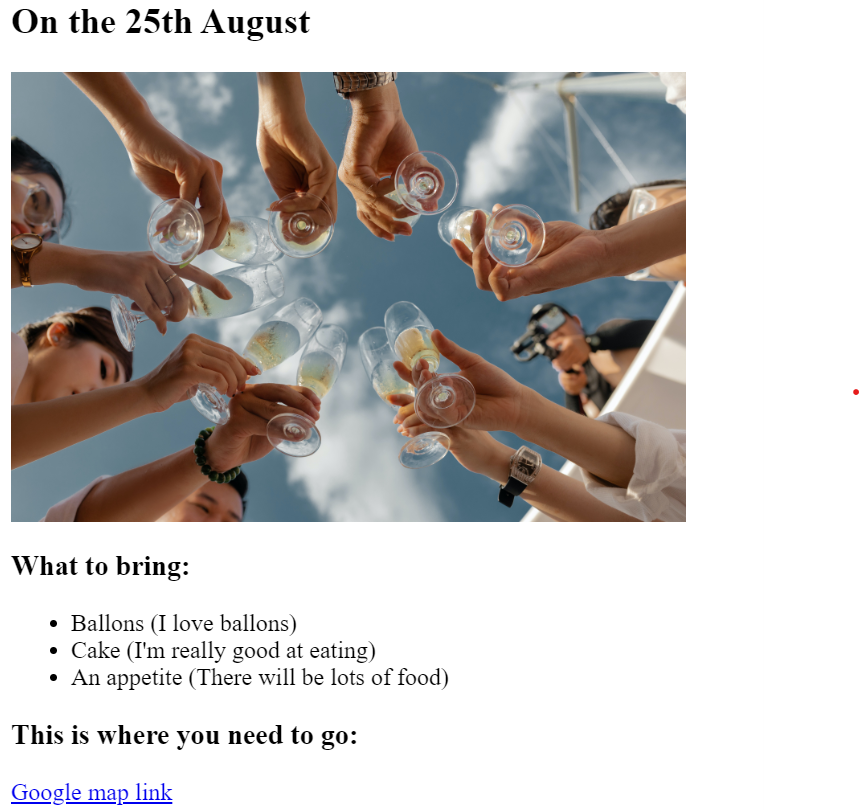 On the 25th August
What to bring:
Ballons (I love ballons)
Cake (I'm really good at eating)
An appetite (There will be lots of food)
This is where you need to go:
Google map link